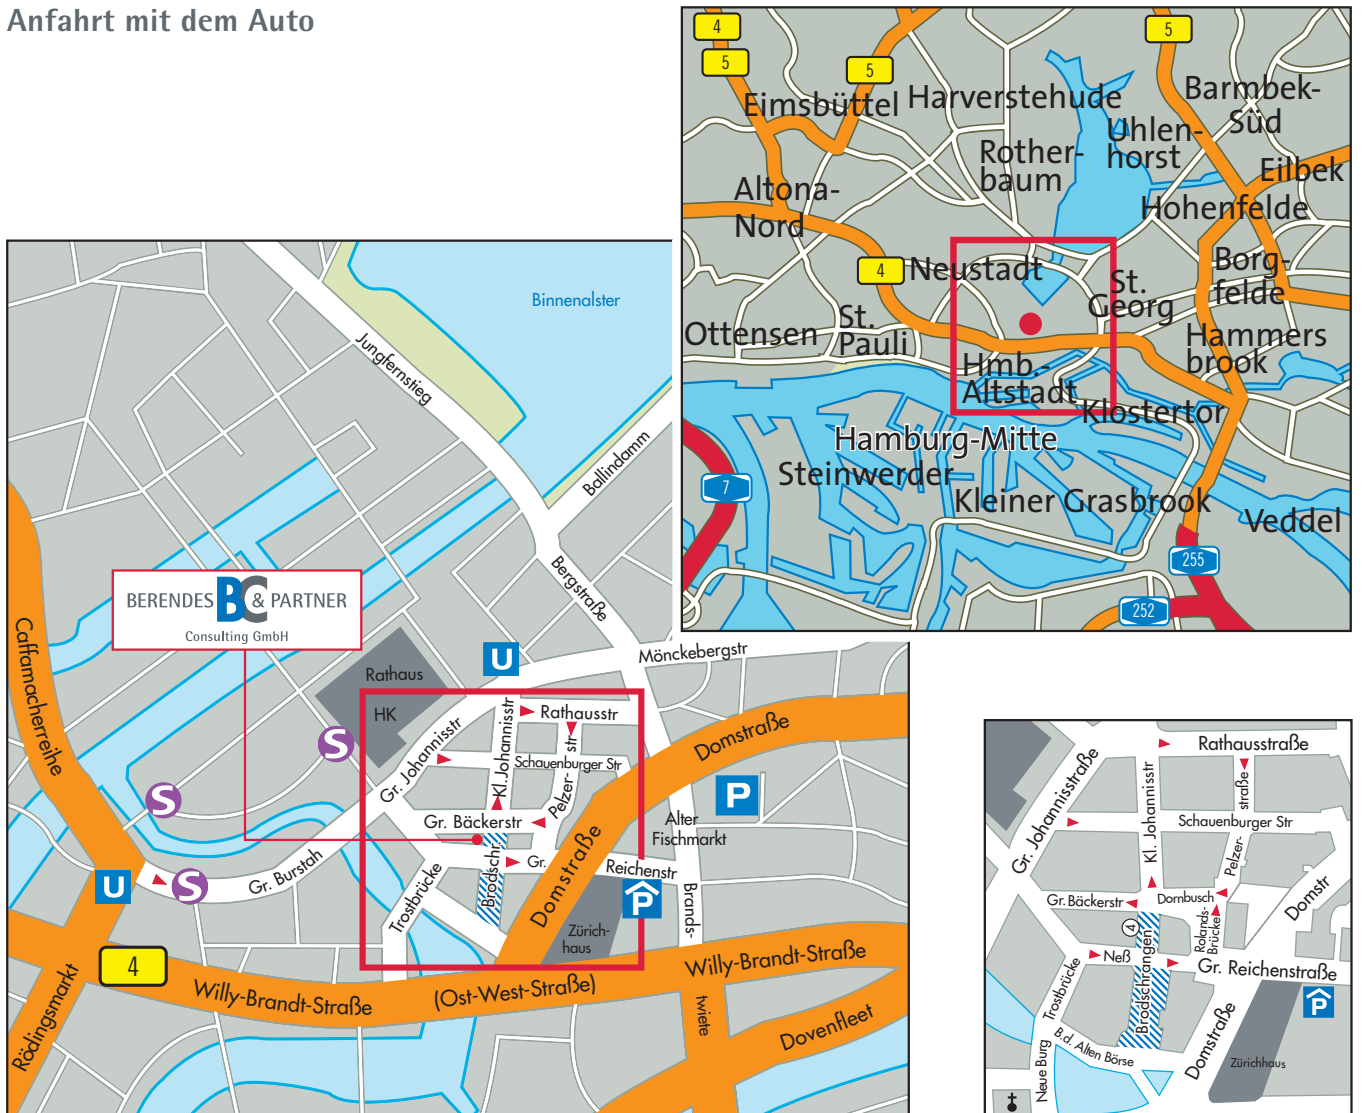 Anfahrt mit dem Auto
4
5
5
5
Eimsbüttel
Harverstehude
Barmbek-
Süd
Uhlen-
horst
Rother-
baum
Eilbek
Altona-
Nord
Hohenfelde
4
Neustadt
St.
Georg
Borg-
felde
Ottensen
St.
Pauli
Hammers
brook
Hmb.-
Altstadt
Klostertor
Hamburg-Mitte
Steinwerder
Kleiner Grasbrook
Veddel
7
255
252
Binnenalster
Jungfernstieg
Ballindamm
Bergstraße
BERENDES BC & PARTNER
Consulting GmbH
Caffamacherreihe
Rathaus
HK
U
Mönckebergstr
S
Gr. Johannisstr
Kl. Johannisstr
Rathausstr
Schauenburger Str
Pelzer-
str
Domstraße
S
P
Gr. Bäckerstr
Alter
Fischmarkt
U
S
Gr. Burstah
Trostbrücke
Brodschr.
Gr.
Reichenstr
Domstraße
P
Brands-
twiete
Zürich-
haus
4
Rödingsmarkt
Willy-Brandt-Straße
(Ost-West-Straße)
Willy-Brandt-Straße
Dovenfleet
Rathausstraße
Gr. Johannisstraße
Kl. Johannisstr
Pelzer-
straße
Schauenburger Str
Gr. Bäckerstr
Dornbusch
Domstr
4
Rolands-
Brücke
Neß
Gr. Reichenstraße
Trostbrücke
Brodschrangen
P
B.d. Alten Börse
Neue Burg
Domstraße
Zürichhaus